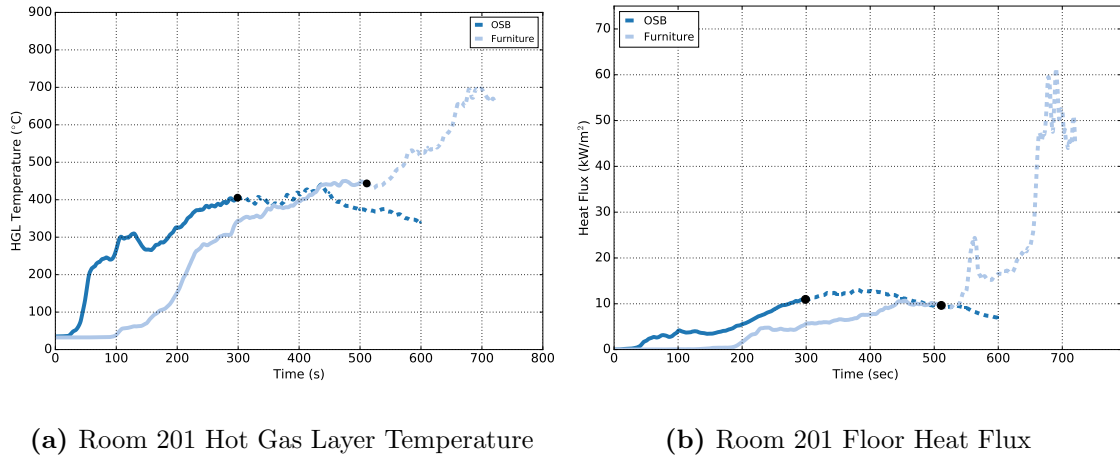 900
800
700
600
500
400
300
200
100
0
HGL Temperature (°C)
0 100 200 300 400 500 600 700 800
Time (s)
OSB
Furniture
70
60
50
40
30
20
10
0
Heat Flux (kW/m²)
0 100 200 300 400 500 600 700
Time (sec)
OSB
Furniture
(a) Room 201 Hot Gas Layer Temperature
(b) Room 201 Floor Heat Flux